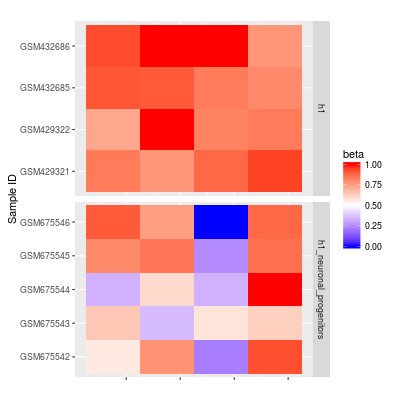 GSM432686
GSM432685
GSM429322
GSM429321
h1
GSM675546
GSM675545
GSM675544
GSM675543
GSM675542
h1_neuronal_progenitors
Sample ID
beta
1.00
0.75
0.50
0.25
0.00